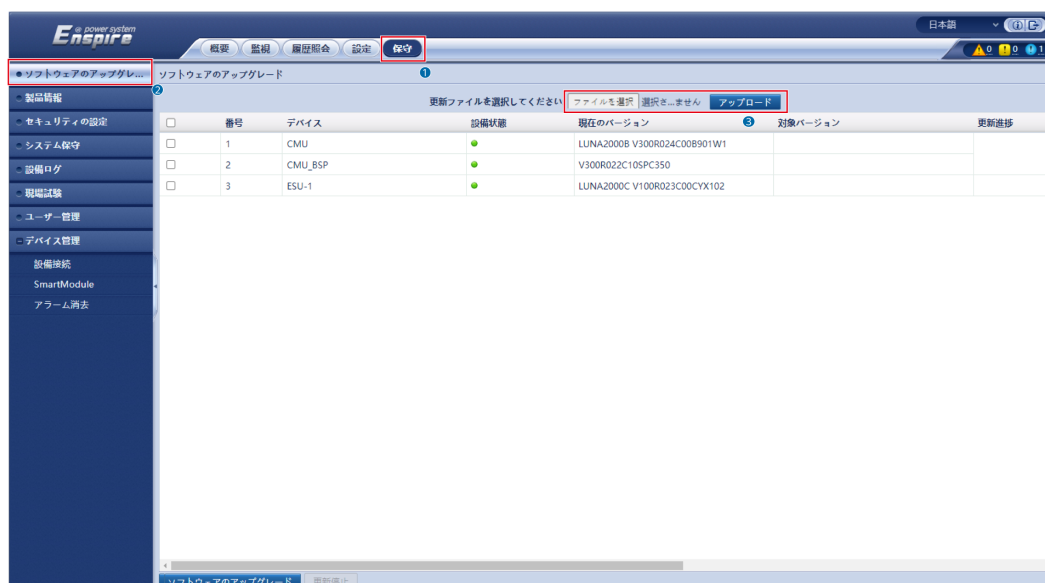 e power system
Enspire
日本語
概要 監視 履歴照会 設定 保守
0 0 1
ソフトウェアのアップグレ...
ソフトウェアのアップグレード
1
製品情報
2
更新ファイルを選択してください ファイルを選択 選択さ...ません アップロード
セキュリティの設定
番号 デバイス 設備状態 現在のバージョン 3 対象バージョン 更新進捗
システム保守
1 CMU LUNA2000B V300R024C00B901W1
設備ログ
2 CMU_BSP V300R022C10SPC350
現場試験
3 ESU-1 LUNA2000C V100R023C00CYX102
ユーザー管理
デバイス管理
設備接続
SmartModule
アラーム消去
ソフトウェアのアップグレード 更新停止